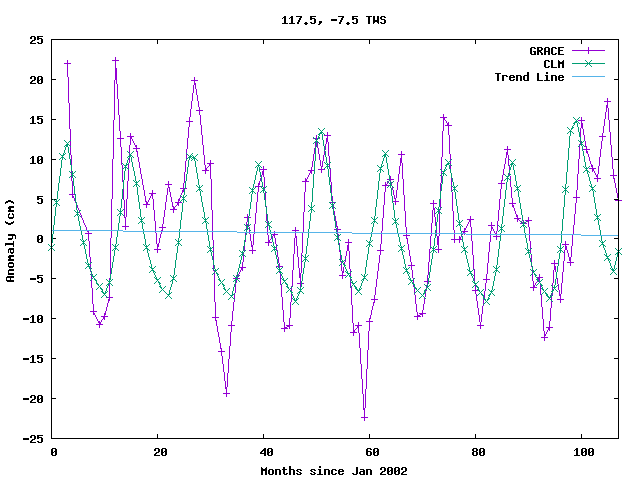 117.5, -7.5 TWS
GRACE
CLM
Trend Line
25
20
15
10
5
0
-5
-10
-15
-20
-25
Anomaly (cm)
0 20 40 60 80 100
Months since Jan 2002